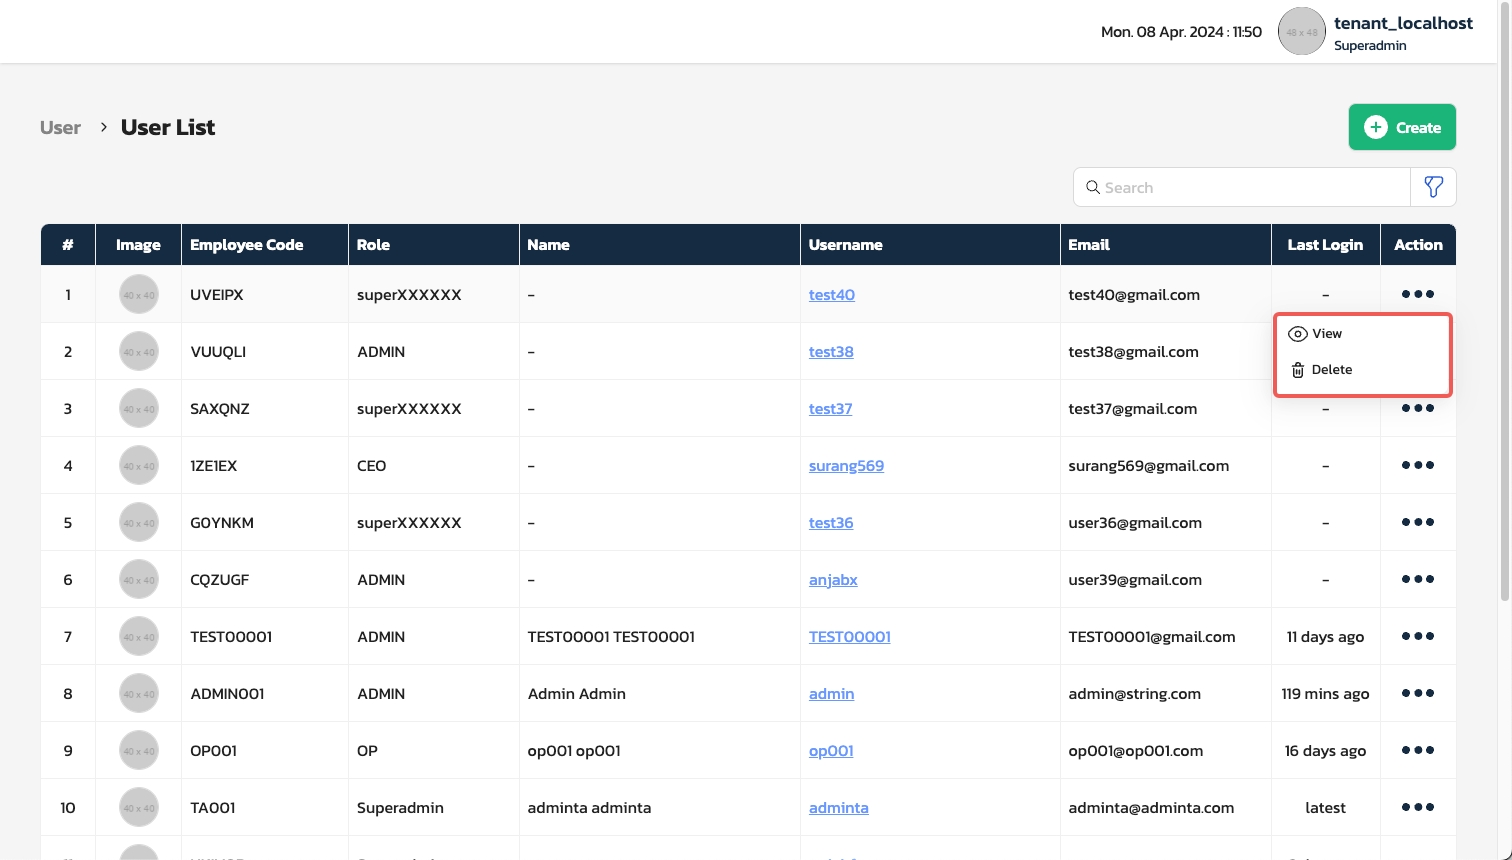 Mon. 08 Apr. 2024 : 11:50
48 x 48
tenant_localhost
Superadmin
User > User List
Create
Search
# Image Employee Code Role Name Username Email Last Login Action
1 40 x 40 UVEIPX superXXXXXX - test40 test40@gmail.com -
View
Delete
2 40 x 40 VUUQLI ADMIN - test38 test38@gmail.com
3 40 x 40 SAXQNZ superXXXXXX - test37 test37@gmail.com -
4 40 x 40 1ZE1EX CEO - surang569 surang569@gmail.com -
5 40 x 40 G0YNKM superXXXXXX - test36 user36@gmail.com -
6 40 x 40 CQZUGF ADMIN - anjabx user39@gmail.com -
7 40 x 40 TEST00001 ADMIN TEST00001 TEST00001 TEST00001 TEST00001@gmail.com 11 days ago
8 40 x 40 ADMIN001 ADMIN Admin Admin admin admin@string.com 119 mins ago
9 40 x 40 OP001 OP op001 op001 op001 op001@op001.com 16 days ago
10 40 x 40 TA001 Superadmin adminta adminta adminta adminta@adminta.com latest